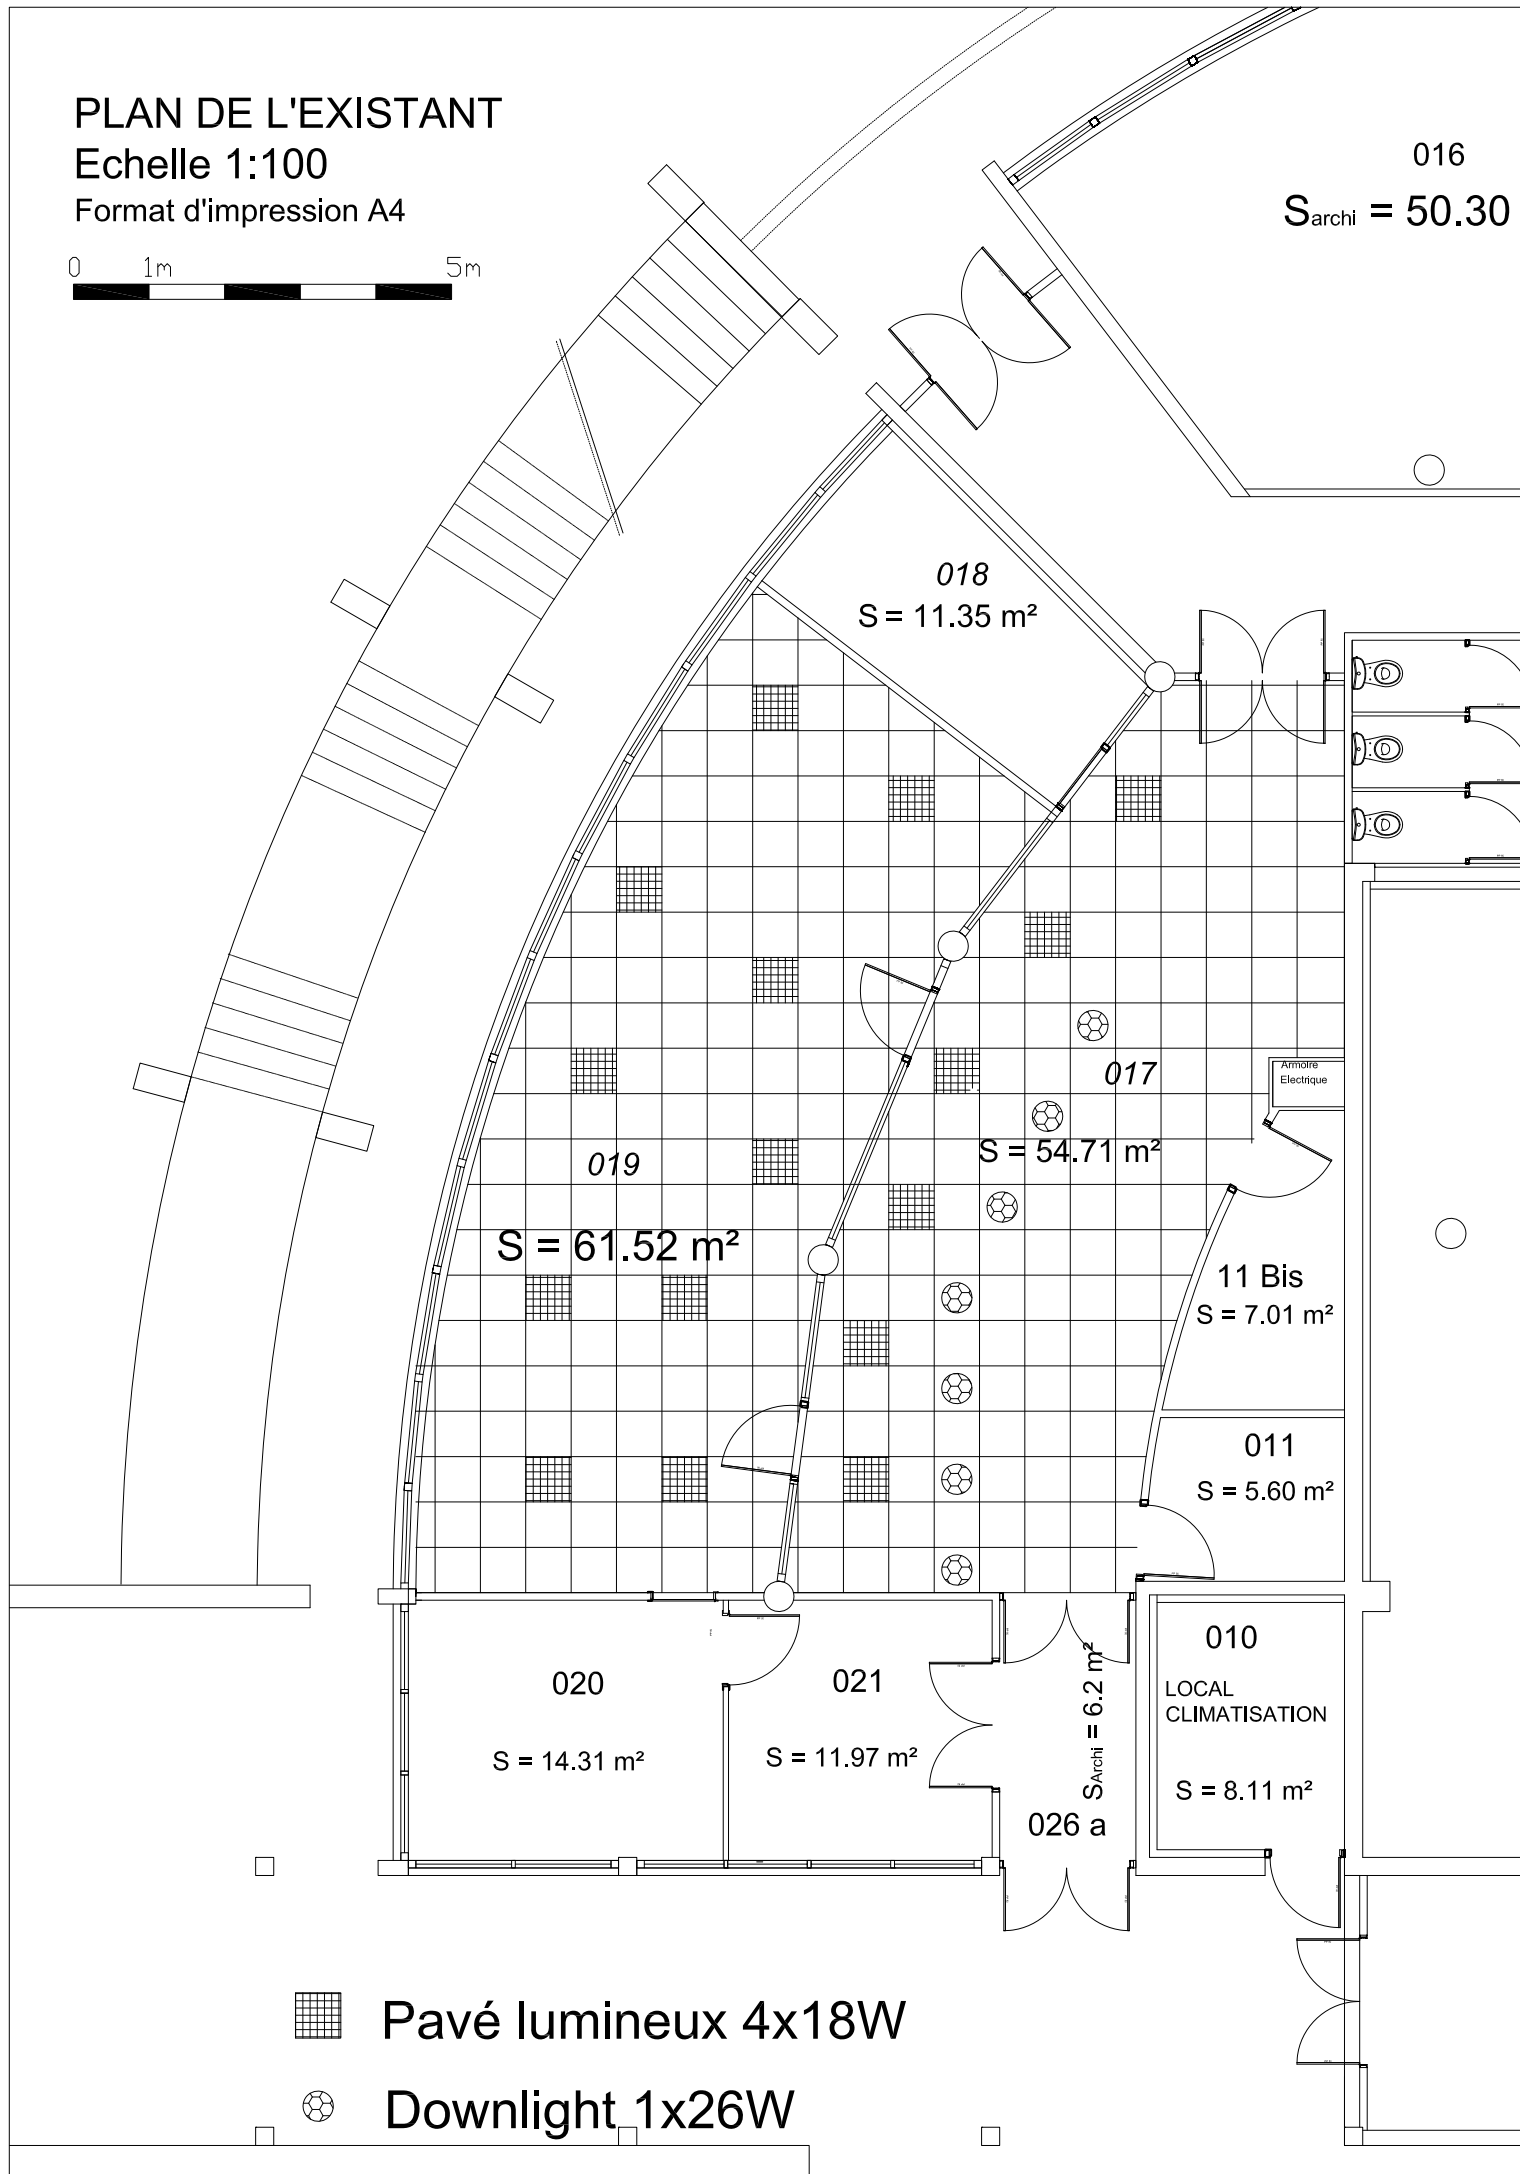 PLAN DE L'EXISTANT
Echelle 1:100
Format d'impression A4
0 1m 5m
016
Sarchi = 50.30
018
S = 11.35 m²
017
S = 54.71 m²
Armoire
Electrique
019
S = 61.52 m²
11 Bis
S = 7.01 m²
011
S = 5.60 m²
020
S = 14.31 m²
021
S = 11.97 m²
SArchi = 6.2 m²
026 a
010
LOCAL
CLIMATISATION
S = 8.11 m²
Pavé lumineux 4x18W
Downlight 1x26W